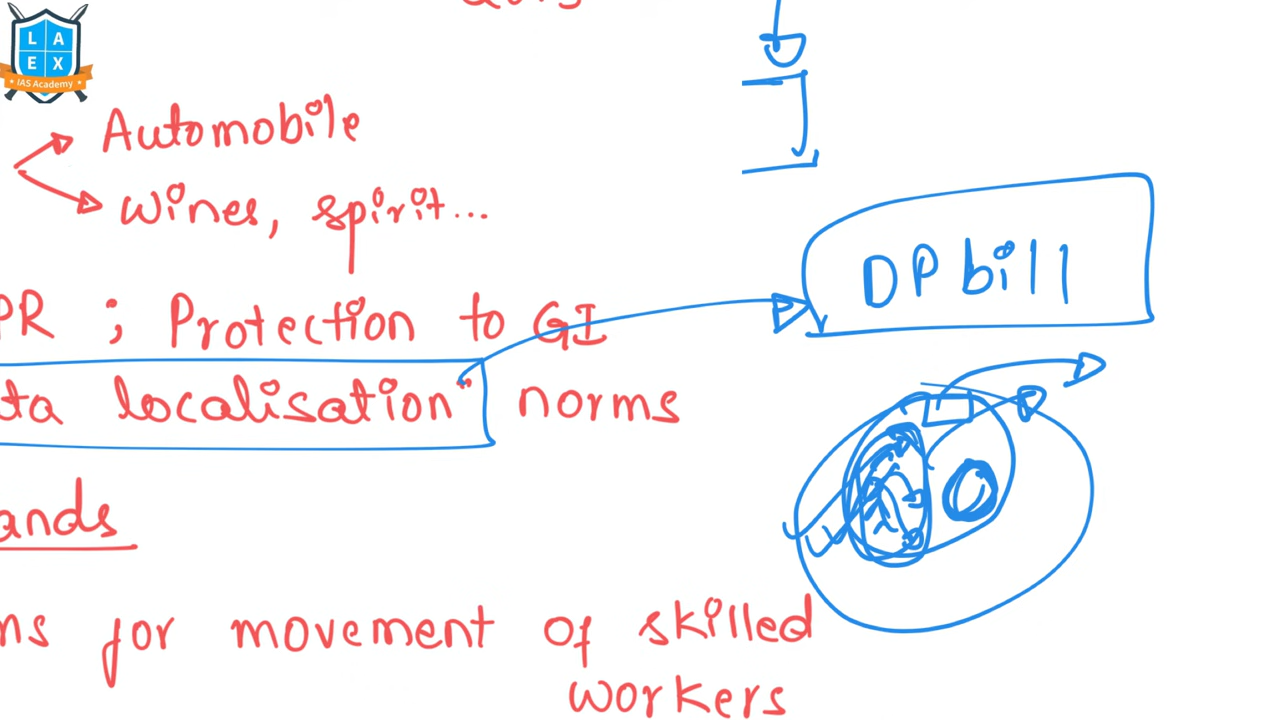 L A
E X
IAS Academy
Automobile
Wines, spirit...
PR ; Protection to GI
DP bill
ta localisation" norms
ands
ns for movement of skilled
workers